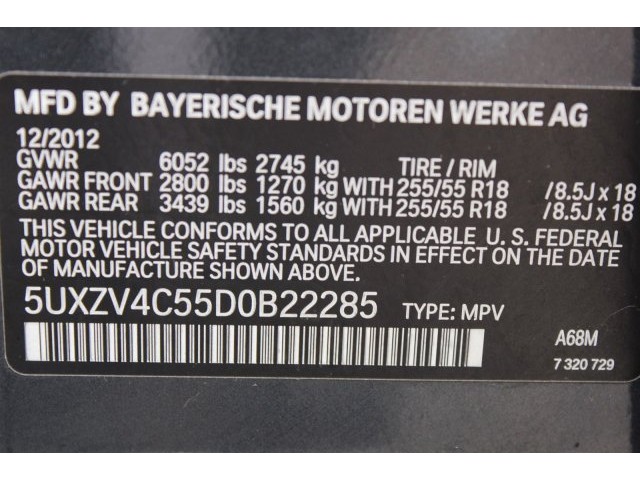 MFD BY BAYERISCHE MOTOREN WERKE AG
12/2012
GVWR 6052 lbs 2745 kg TIRE / RIM
GAWR FRONT 2800 lbs 1270 kg WITH 255/55 R18 /8.5J x 18
GAWR REAR 3439 lbs 1560 kg WITH 255/55 R18 /8.5J x 18
THIS VEHICLE CONFORMS TO ALL APPLICABLE U. S. FEDERAL
MOTOR VEHICLE SAFETY STANDARDS IN EFFECT ON THE
DATE OF MANUFACTURE SHOWN ABOVE.
5UXZV4C55D0B22285 TYPE: MPV
A68M
7 320 729